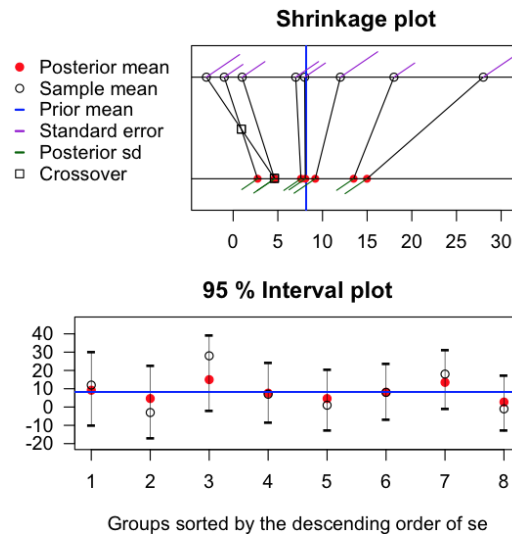 Shrinkage plot
Posterior mean
Sample mean
Prior mean
Standard error
Posterior sd
Crossover
0 5 10 15 20 25 30
95 % Interval plot
40
30
20
10
0
-10
-20
1 2 3 4 5 6 7 8
Groups sorted by the descending order of se